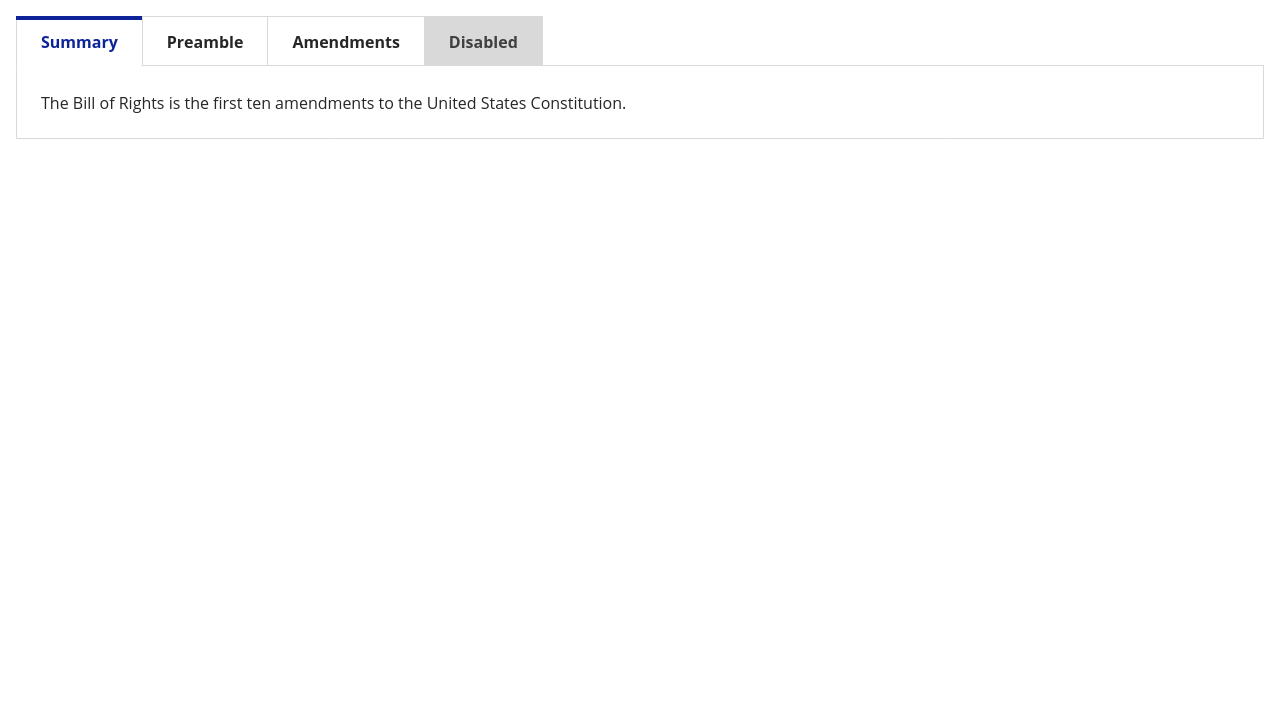 Summary Preamble Amendments Disabled
The Bill of Rights is the first ten amendments to the United States Constitution.